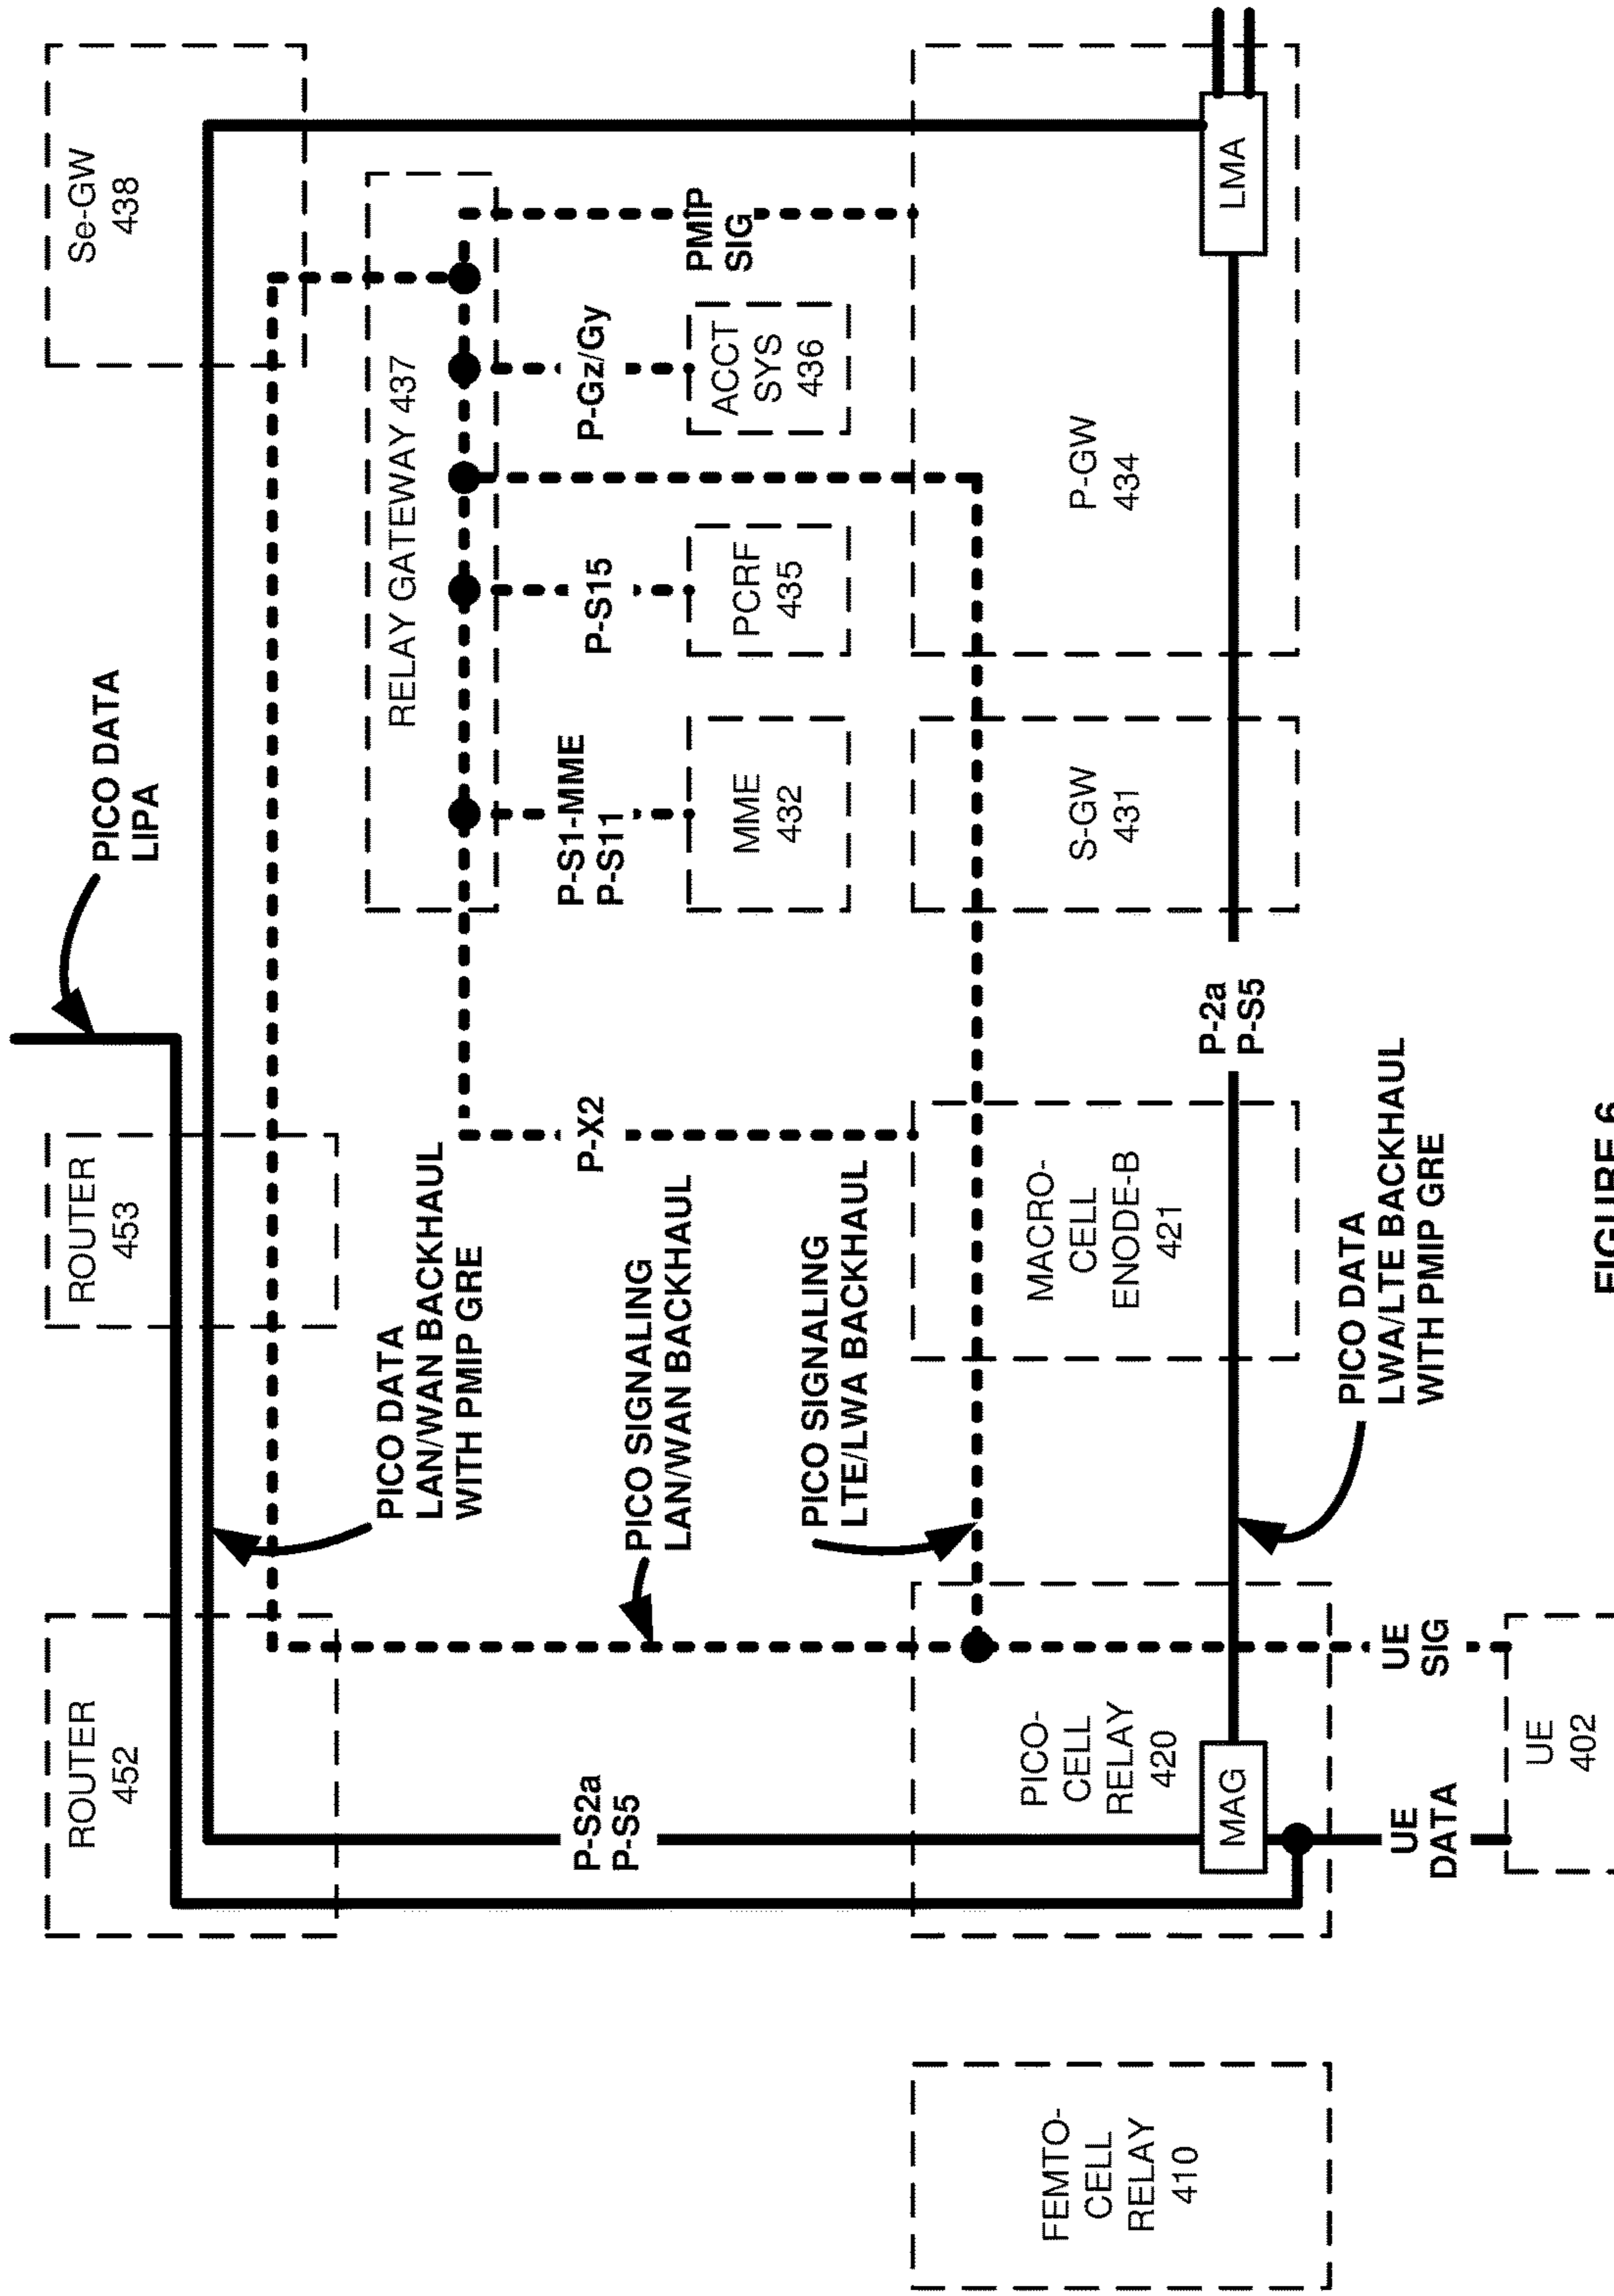 PICO DATA
LIPA
ROUTER
452
ROUTER
453
Se-GW
438
PICO DATA
LAN/WAN BACKHAUL
WITH PMIP GRE
RELAY GATEWAY 437
P-S2a
P-S5
PICO SIGNALING
LAN/WAN BACKHAUL
P-X2
P-S1-MME
P-S11
P-S15
P-Gz/Gy
PMIP
SIG
PICO SIGNALING
LTE/LWA BACKHAUL
MME
432
PCRF
435
ACCT
SYS
436
FEMTO-
CELL
RELAY
410
PICO-
CELL
RELAY
420
MACRO-
CELL
ENODE-B
421
S-GW
431
P-GW
434
MAG
P-2a
P-S5
LMA
UE
DATA
UE
SIG
PICO DATA
LWA/LTE BACKHAUL
WITH PMIP GRE
UE
402
FIGURE 6